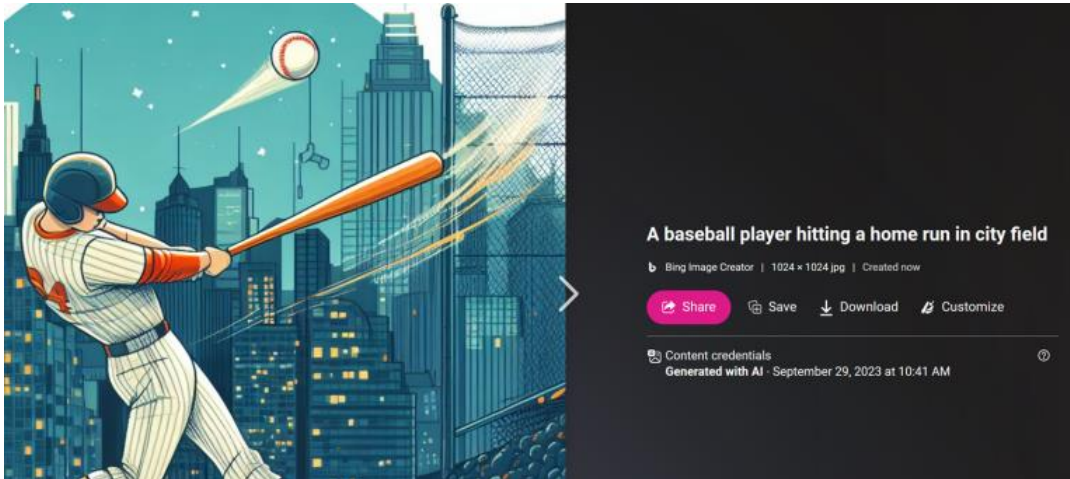 A baseball player hitting a home run in city field
Bing Image Creator | 1024 × 1024 jpg | Created now
Share Save Download Customize
Content credentials
Generated with AI · September 29, 2023 at 10:41 AM